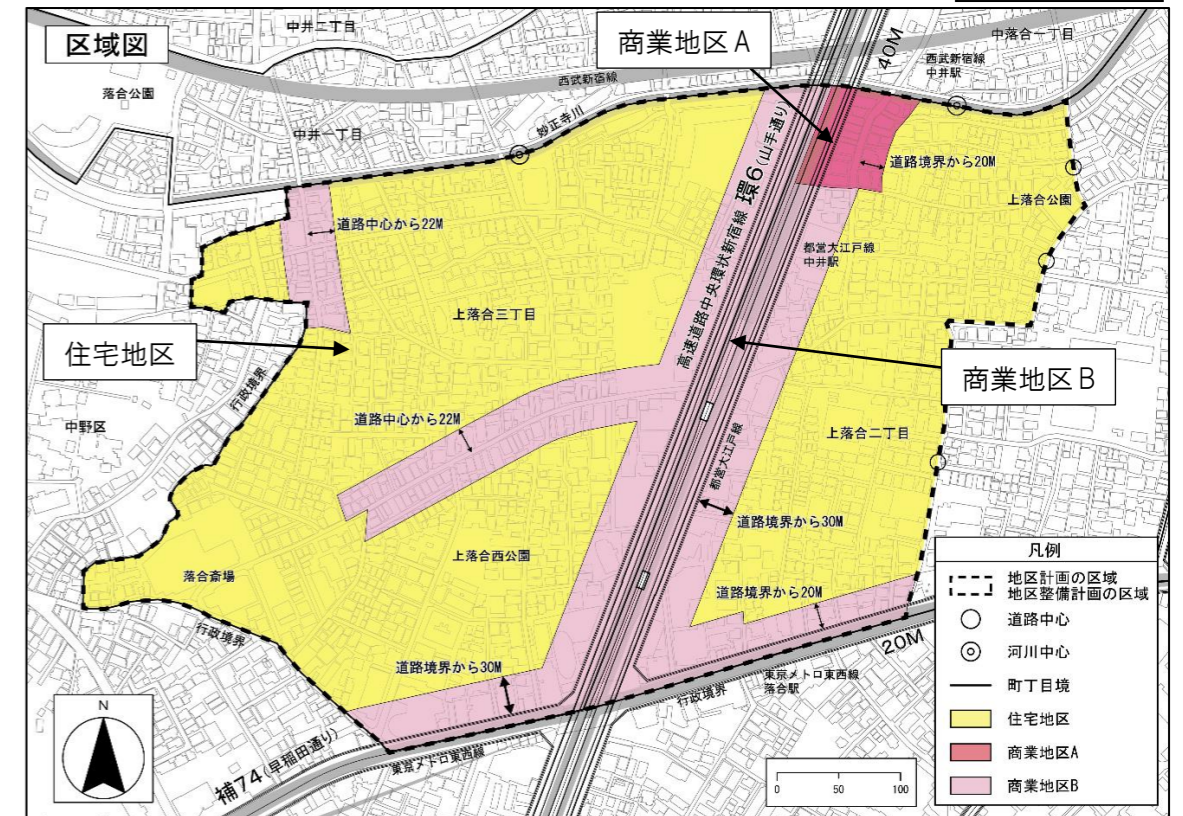 区域図
中井二丁目
商業地区A
40M
中落合一丁目
西武新宿線
中井駅
西武新宿線
落合公園
中井一丁目
妙正寺川
環6(山手通り)
道路境界から20M
上落合公園
道路中心から22M
高速道路中央環状新宿線
都営大江戸線
中井駅
上落合三丁目
住宅地区
商業地区B
行政境界
中野区
道路中心から22M
上落合二丁目
都営大江戸線
道路境界から30M
上落合西公園
落合斎場
道路境界から20M
行政境界
20M
道路境界から30M
東京メトロ東西線
落合駅
行政境界
補74(早稲田通り)
東京メトロ東西線
N
0 50 100
凡例
地区計画の区域
地区整備計画の区域
道路中心
河川中心
町丁目境
住宅地区
商業地区A
商業地区B